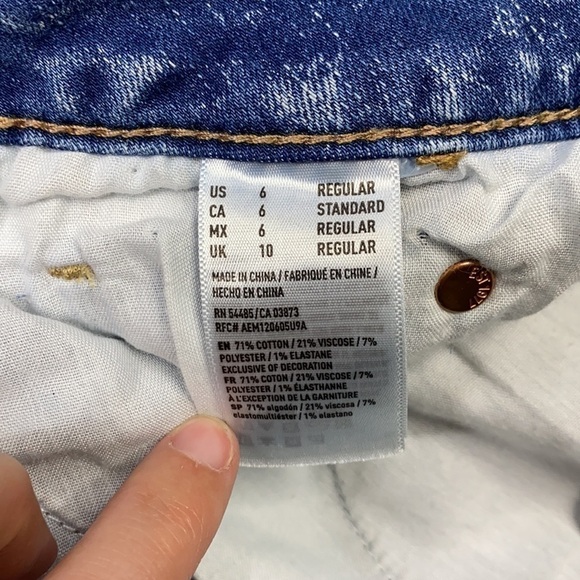 US 6 REGULAR
CA 6 STANDARD
MX 6 REGULAR
UK 10 REGULAR
MADE IN CHINA / FABRIQUÉ EN CHINE /
HECHO EN CHINA
RN 54485/CA 03873
RFC# AEM120605U9A
EN 71% COTTON / 21% VISCOSE / 7%
POLYESTER / 1% ELASTANE
EXCLUSIVE OF DECORATION
FR 71% COTON / 21% VISCOSE / 7%
POLYESTER / 1% ÉLASTHANNE
À L'EXCEPTION DE LA GARNITURE
SP 71% algodón / 21% viscosa / 7%
elastomultiéster / 1% elastano
EST 197